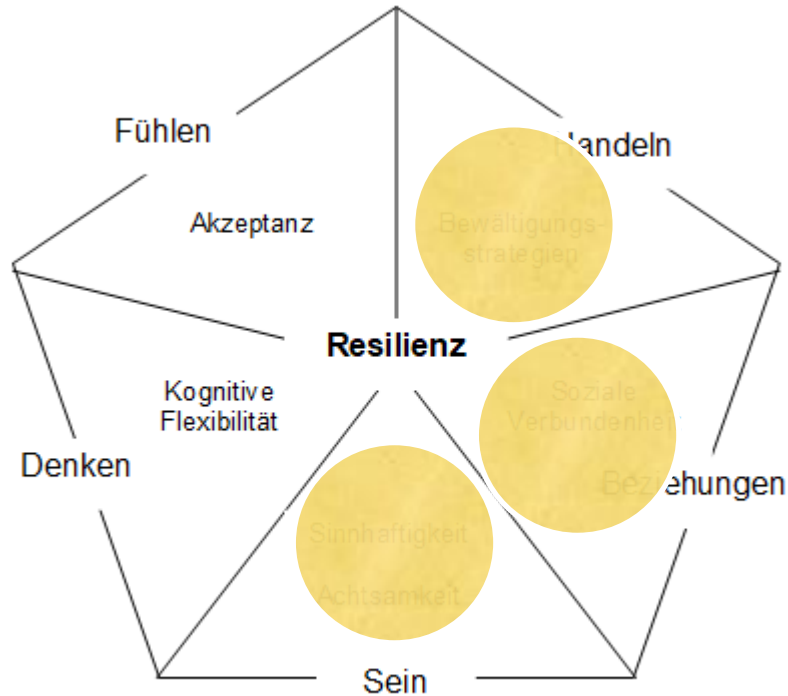 Fühlen
Handeln
Akzeptanz
Bewältigungs-
strategien
Resilienz
Kognitive
Flexibilität
Soziale
Verbundenheit
Denken
Beziehungen
Sinnhaftigkeit
Achtsamkeit
Sein